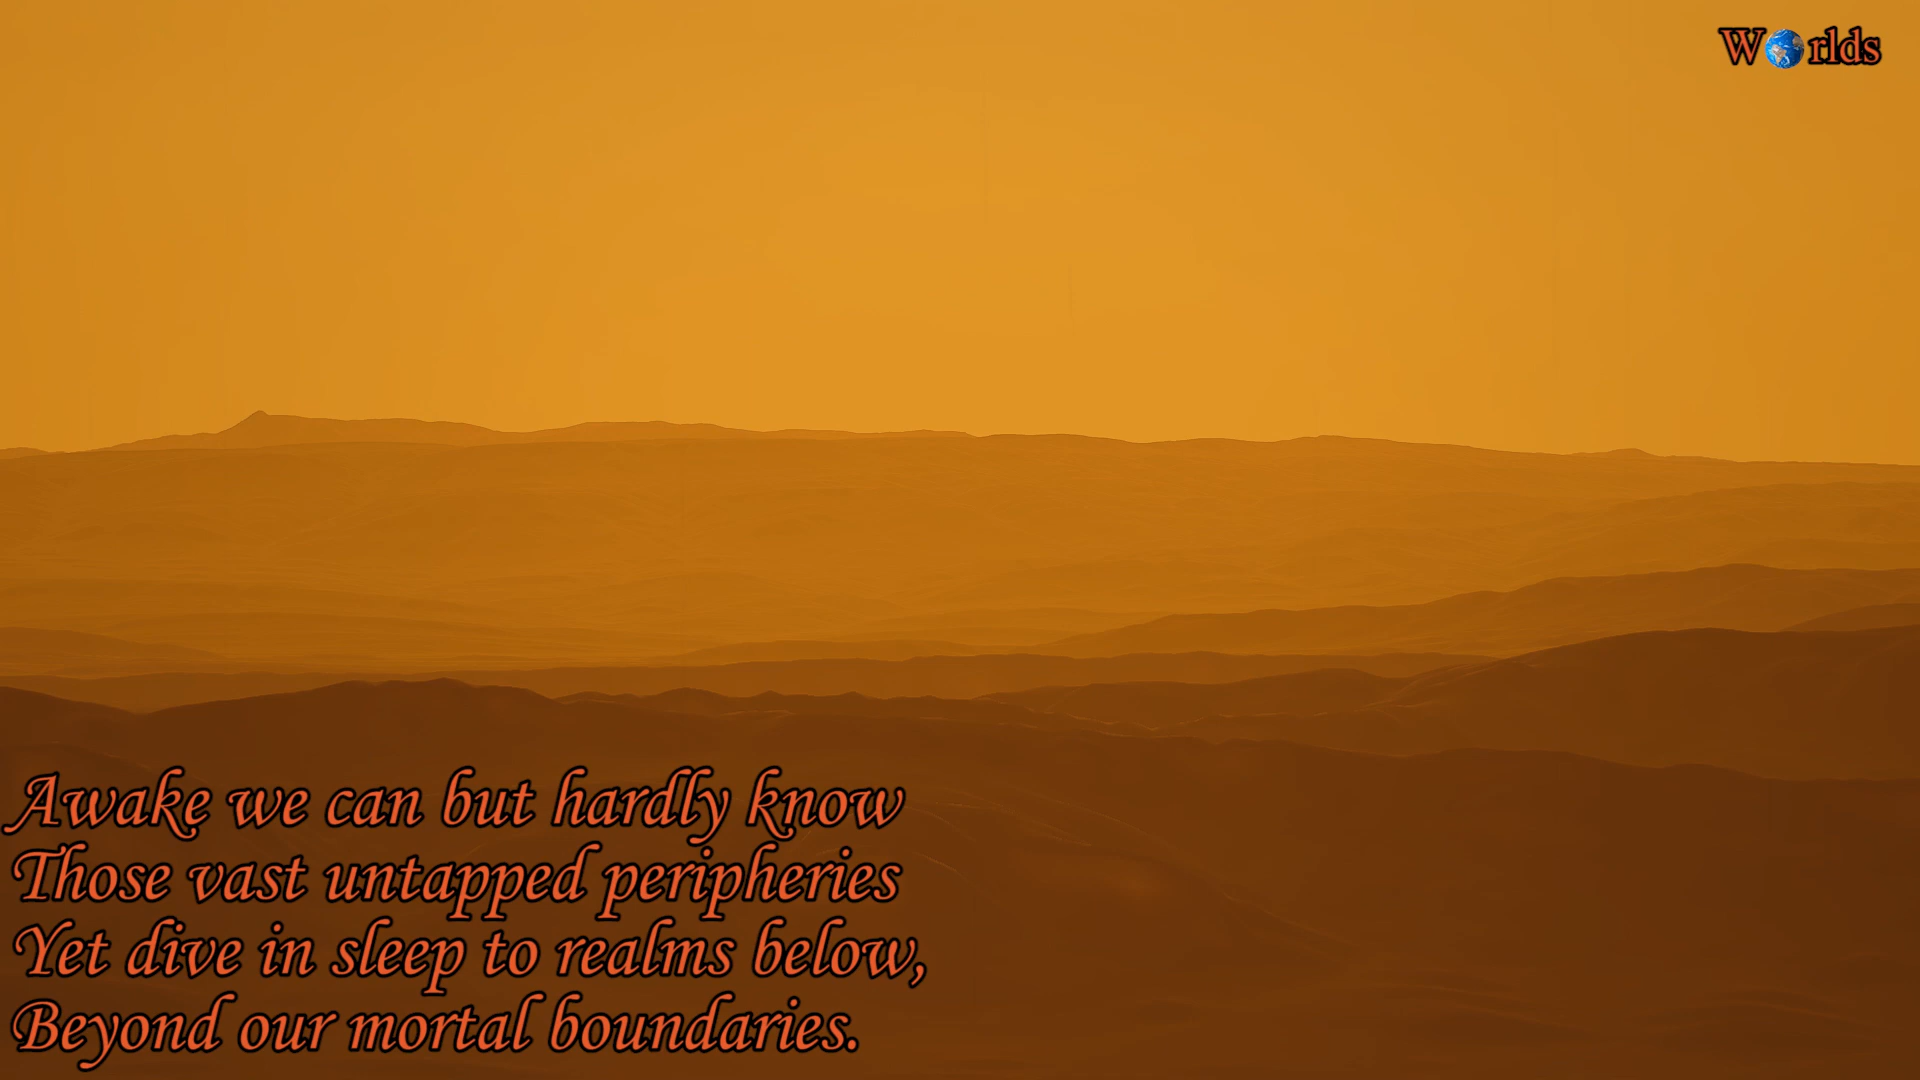 Worlds
Awake we can but hardly know
Those vast untapped peripheries
Yet dive in sleep to realms below,
Beyond our mortal boundaries.